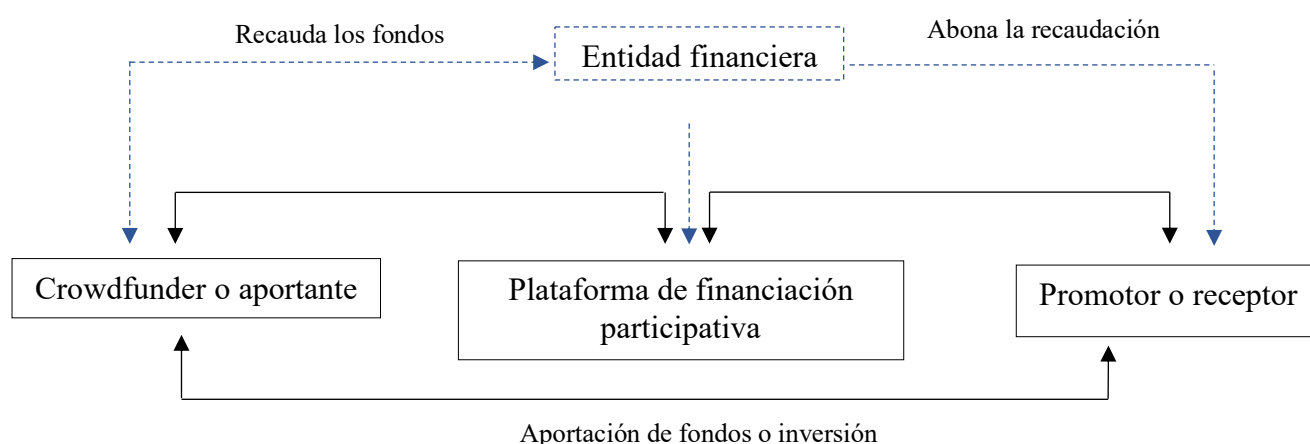 Recauda los fondos
Entidad financiera
Abona la recaudación
Crowdfunder o aportante
Plataforma de financiación
participativa
Promotor o receptor
Aportación de fondos o inversión